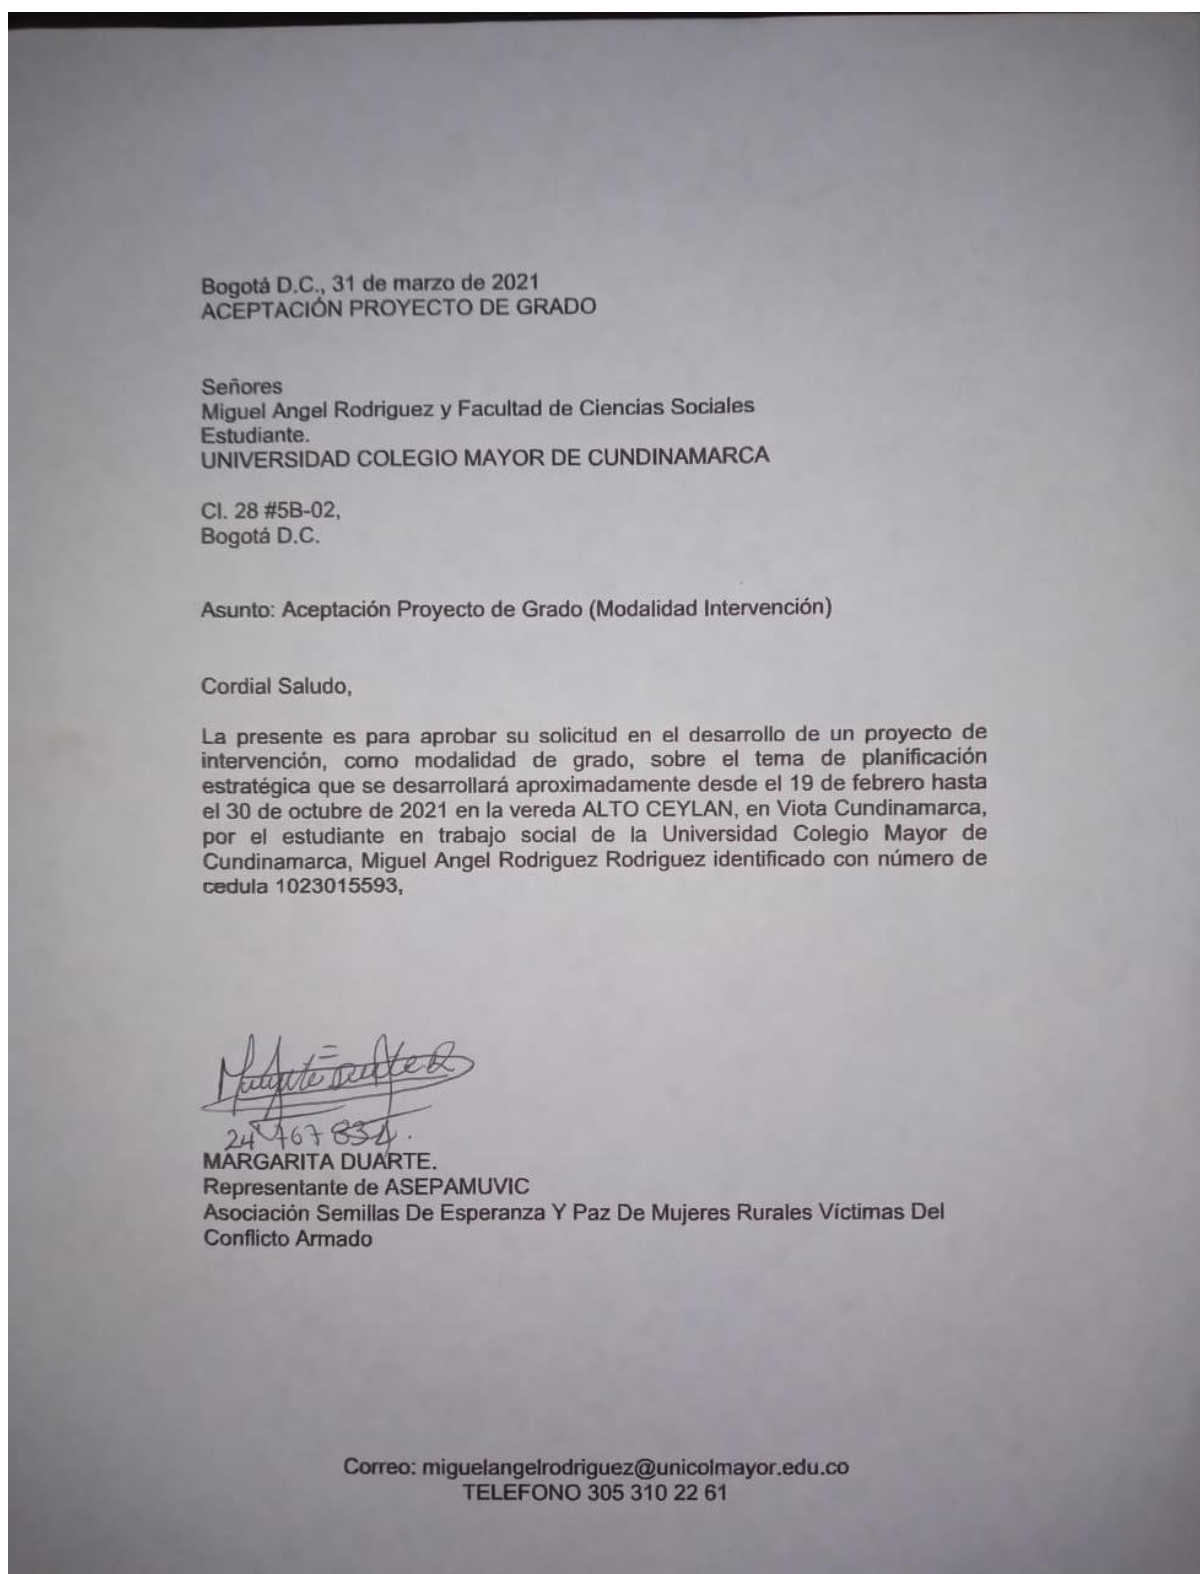 Bogotá D.C., 31 de marzo de 2021
ACEPTACIÓN PROYECTO DE GRADO
Señores
Miguel Angel Rodriguez y Facultad de Ciencias Sociales
Estudiante.
UNIVERSIDAD COLEGIO MAYOR DE CUNDINAMARCA
Cl. 28 #5B-02,
Bogotá D.C.
Asunto: Aceptación Proyecto de Grado (Modalidad Intervención)
Cordial Saludo,
La presente es para aprobar su solicitud en el desarrollo de un proyecto de
intervención, como modalidad de grado, sobre el tema de planificación
estratégica que se desarrollará aproximadamente desde el 19 de febrero hasta
el 30 de octubre de 2021 en la vereda ALTO CEYLAN, en Viota Cundinamarca,
por el estudiante en trabajo social de la Universidad Colegio Mayor de
Cundinamarca, Miguel Angel Rodriguez Rodriguez identificado con número de
cedula 1023015593,
MARGARITA DUARTE.
Representante de ASEPAMUVIC
Asociación Semillas De Esperanza Y Paz De Mujeres Rurales Víctimas Del
Conflicto Armado
Correo: miguelangelrodriguez@unicolmayor.edu.co
TELEFONO 305 310 22 61